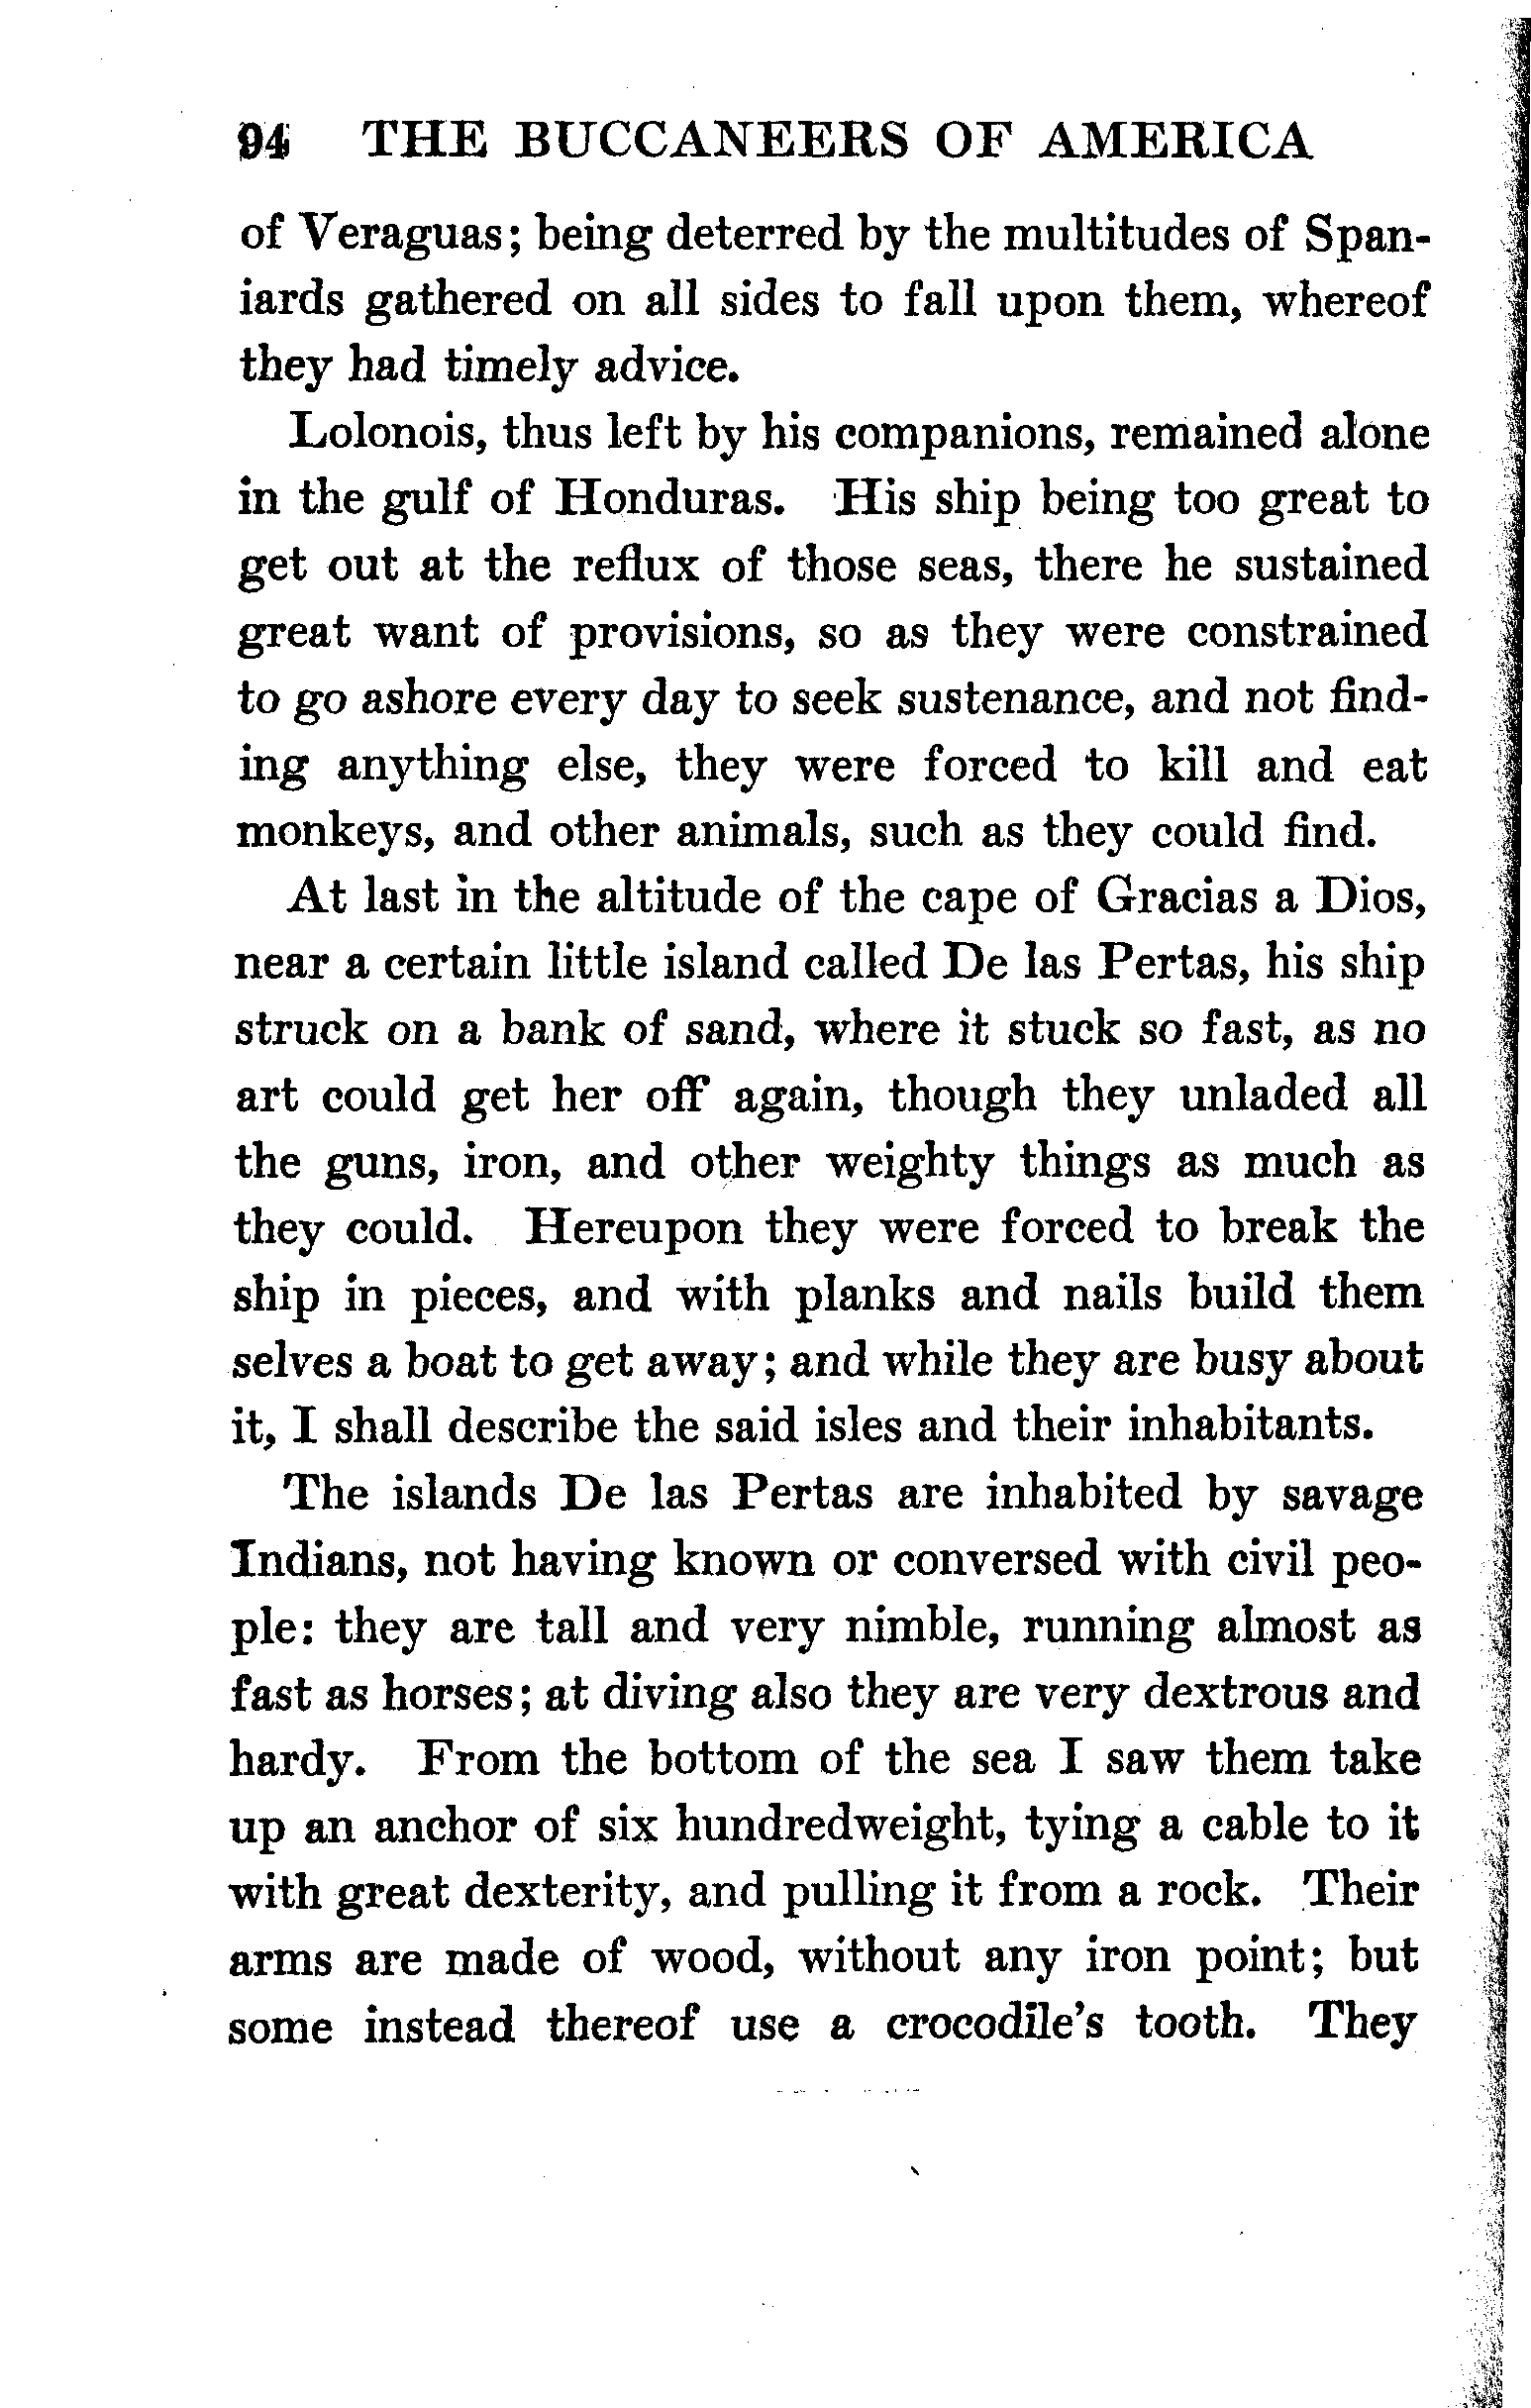 94 THE BUCCANEERS OF AMERICA
of Veraguas; being deterred by the multitudes of Span-
iards gathered on all sides to fall upon them, whereof
they had timely advice.
Lolonois, thus left by his companions, remained alone
in the gulf of Honduras. His ship being too great to
get out at the reflux of those seas, there he sustained
great want of provisions, so as they were constrained
to go ashore every day to seek sustenance, and not find-
ing anything else, they were forced to kill and eat
monkeys, and other animals, such as they could find.
At last in the altitude of the cape of Gracias a Dios,
near a certain little island called De las Pertas, his ship
struck on a bank of sand, where it stuck so fast, as no
art could get her off again, though they unladed all
the guns, iron, and other weighty things as much as
they could. Hereupon they were forced to break the
ship in pieces, and with planks and nails build them
selves a boat to get away; and while they are busy about
it, I shall describe the said isles and their inhabitants.
The islands De las Pertas are inhabited by savage
Indians, not having known or conversed with civil peo-
ple: they are tall and very nimble, running almost as
fast as horses; at diving also they are very dextrous and
hardy. From the bottom of the sea I saw them take
up an anchor of six hundredweight, tying a cable to it
with great dexterity, and pulling it from a rock. Their
arms are made of wood, without any iron point; but
some instead thereof use a crocodile's tooth. They